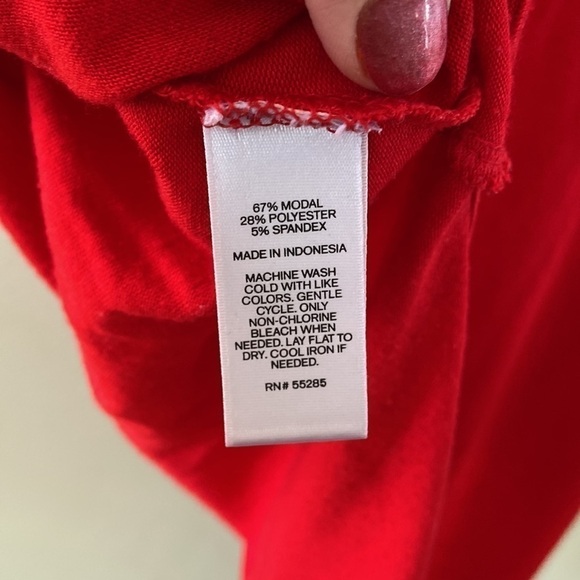 67% MODAL
28% POLYESTER
5% SPANDEX
MADE IN INDONESIA
MACHINE WASH
COLD WITH LIKE
COLORS. GENTLE
CYCLE. ONLY
NON-CHLORINE
BLEACH WHEN
NEEDED. LAY FLAT TO
DRY. COOL IRON IF
NEEDED.
RN# 55285